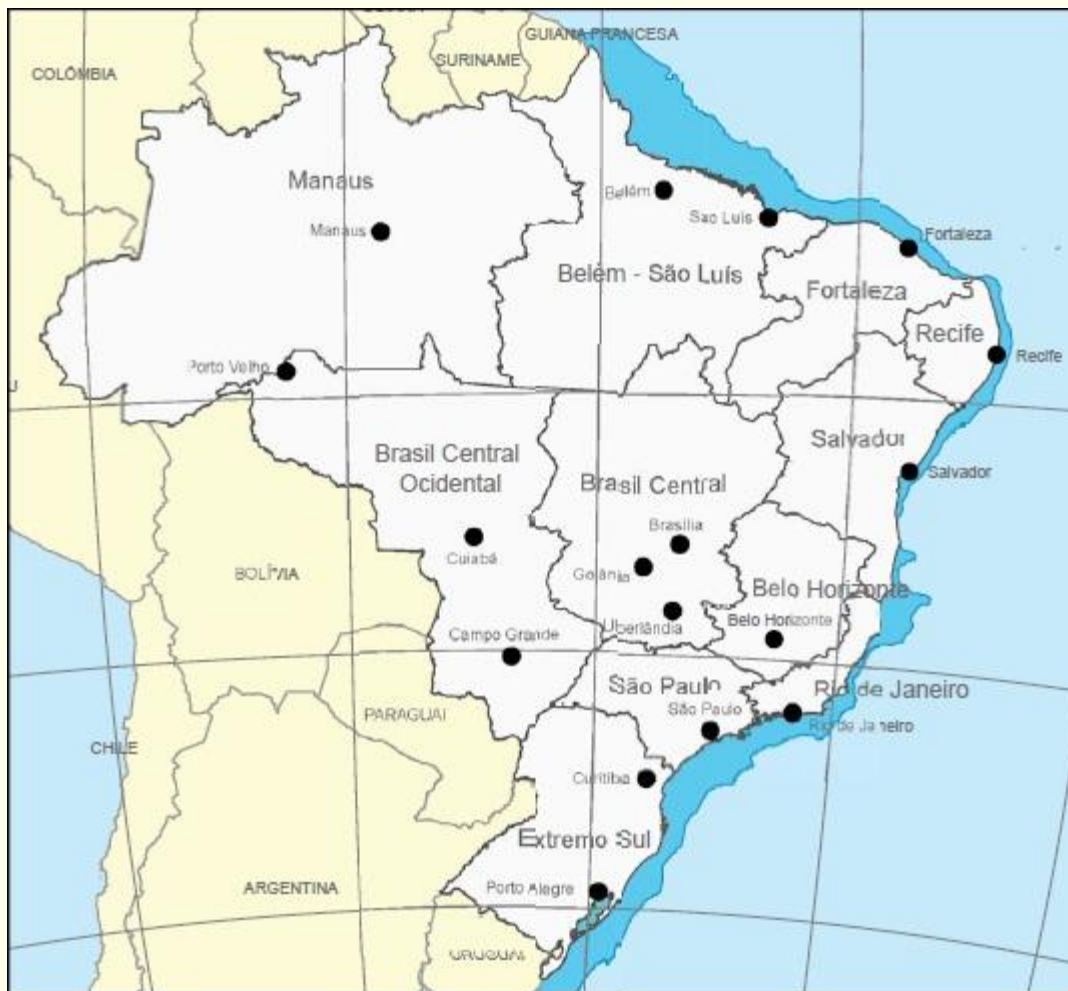 GUIANA FRANCESA
SURINAME
COLÔMBIA
Manaus
Manaus
Belém
Sao Luís
Fortaleza
Belém - São Luís
Fortaleza
Recife
Recife
Porto Velho
Salvador
Salvador
Brasil Central
Ocidental
Brasil Central
Brasília
Cuiabá
Goiânia
BOLÍVIA
Belo Horizonte
Belo Horizonte
Uberlândia
Campo Grande
São Paulo
São Paulo
Rio de Janeiro
Rio de Janeiro
PARAGUAI
CHILE
Curitiba
Extremo Sul
Porto Alegre
ARGENTINA
URUGUAI